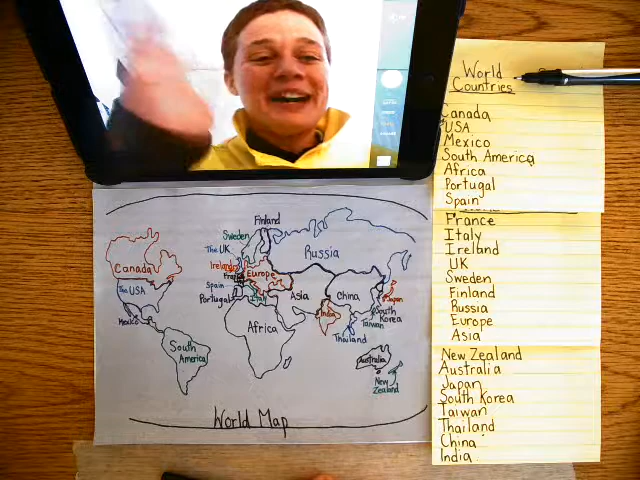 World
Countries
Canada
USA
Mexico
South America
Africa
Portugal
Spain
France
Italy
Ireland
UK
Sweden
Finland
Russia
Europe
Asia
New Zealand
Australia
Japan
South Korea
Taiwan
Thailand
China
India
Finland
Sweden
The UK
Russia
Ireland
Canada
Europe
France
The USA
Spain
Asia
China
Japan
Portugal
Italy
India
South
Korea
Mexico
Africa
Taiwan
Thailand
South
America
Australia
New
Zealand
World Map